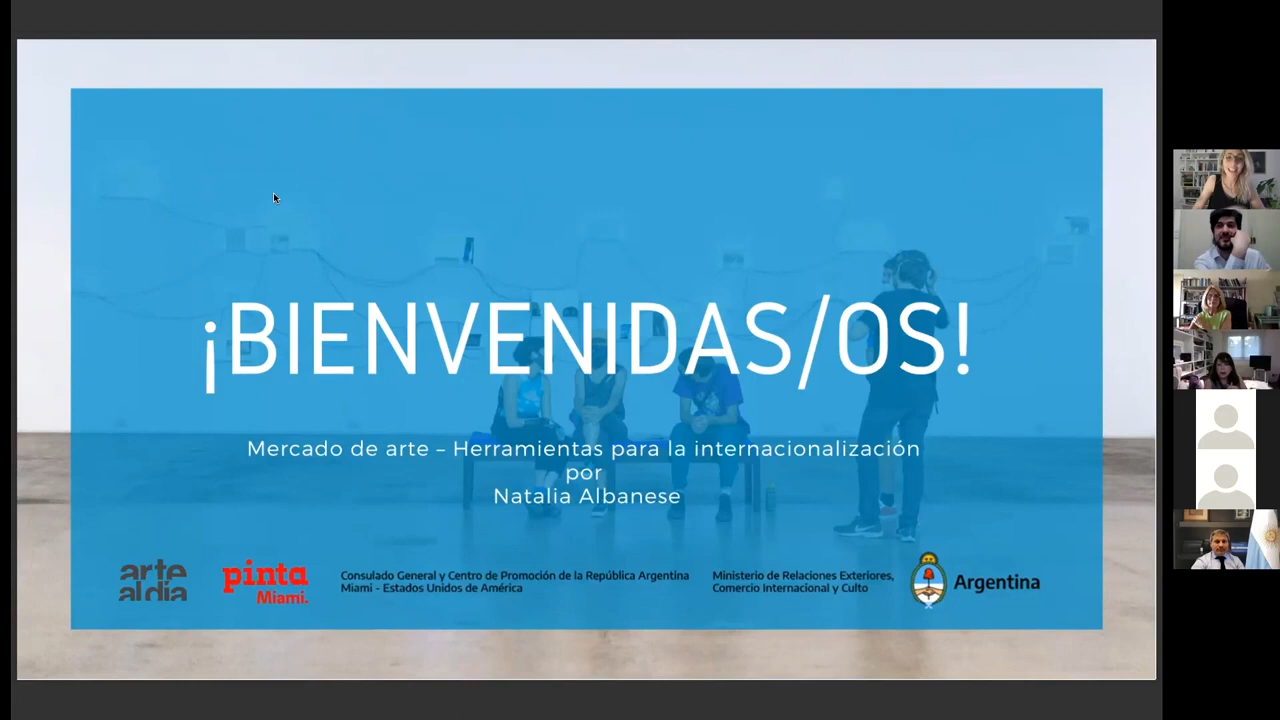 ¡BIENVENIDAS/OS!
Mercado de arte – Herramientas para la internacionalización
por
Natalia Albanese
arte
al día
pinta
Miami.
Consulado General y Centro de Promoción de la República Argentina
Miami - Estados Unidos de América
Ministerio de Relaciones Exteriores,
Comercio Internacional y Culto
Argentina